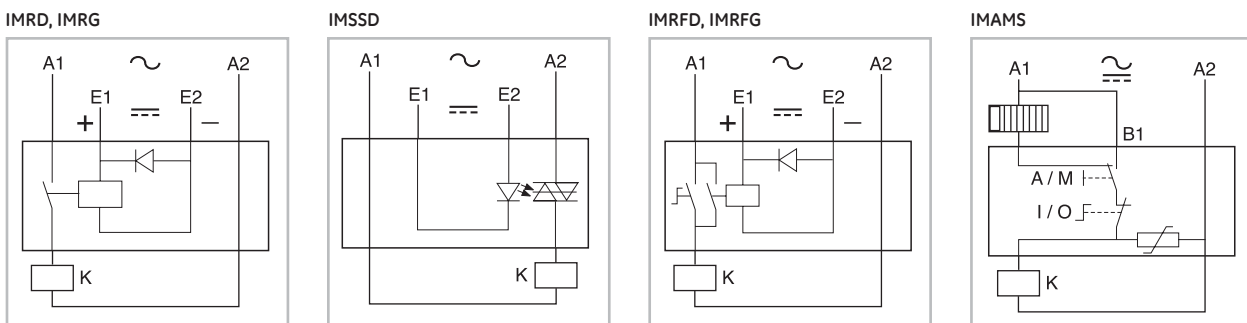 IMRD, IMRG
A1
A2
E1
E2
+
—
K
IMSSD
A1
A2
E1
E2
K
IMRFD, IMRFG
A1
A2
E1
E2
+
—
K
IMAMS
A1
A2
B1
A / M
I / O
K